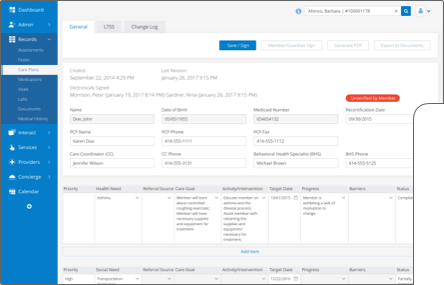 Dashboard
Admin
Records
Assessments
Notes
Care Plans
Medications
Vitals
Labs
Documents
Medical History
Interact
Services
Providers
Concierge
Calendar
Alfonso, Barbara | #100001178
General
LTSS
Change Log
Save / Sign
Member/Guardian Sign
Generate PDF
Export to Documents
Created:
September 22, 2014 4:29 PM
Last Revision:
January 26, 2017 9:15 PM
Electronically Signed:
Morrison, Peter (January 19, 2017 8:14 PM) Gardner, Nina (January 26, 2017 9:15 PM)
Unverified by Member
Name
Date of Birth
Medicaid Number
Recertification Date
Doe, John
05/05/1955
034654132
09/30/2015
PCP Name
PCP Phone
PCP Fax
Karen Diaz
414-555-1111
414-555-1112
Care Coordinator (CC)
CC Phone
Behavioral Health Specialist (BHS)
BHS Phone
Jennifer Wilson
414-555-3131
Michael Brown
414-555-5125
Priority
Health Need
Referral Source
Care Goal
Activity/Intervention
Target Date
Progress
Barriers
Status
Asthma
Member will learn about controlled coughing exercise; Member will have necessary supplies and equipment for treatment
Discuss member on asthma and the disease process; Assist member with obtaining the supplies and equipment necessary for treatment;
10/01/2015
Member is exhibiting a lack of motivation to change
Complet
Add Item
Priority
Social Need
Referral Source
Care Goal
Activity/Intervention
Target Date
Progress
Barriers
Status
High
Transportation
12/22/2016
Partially